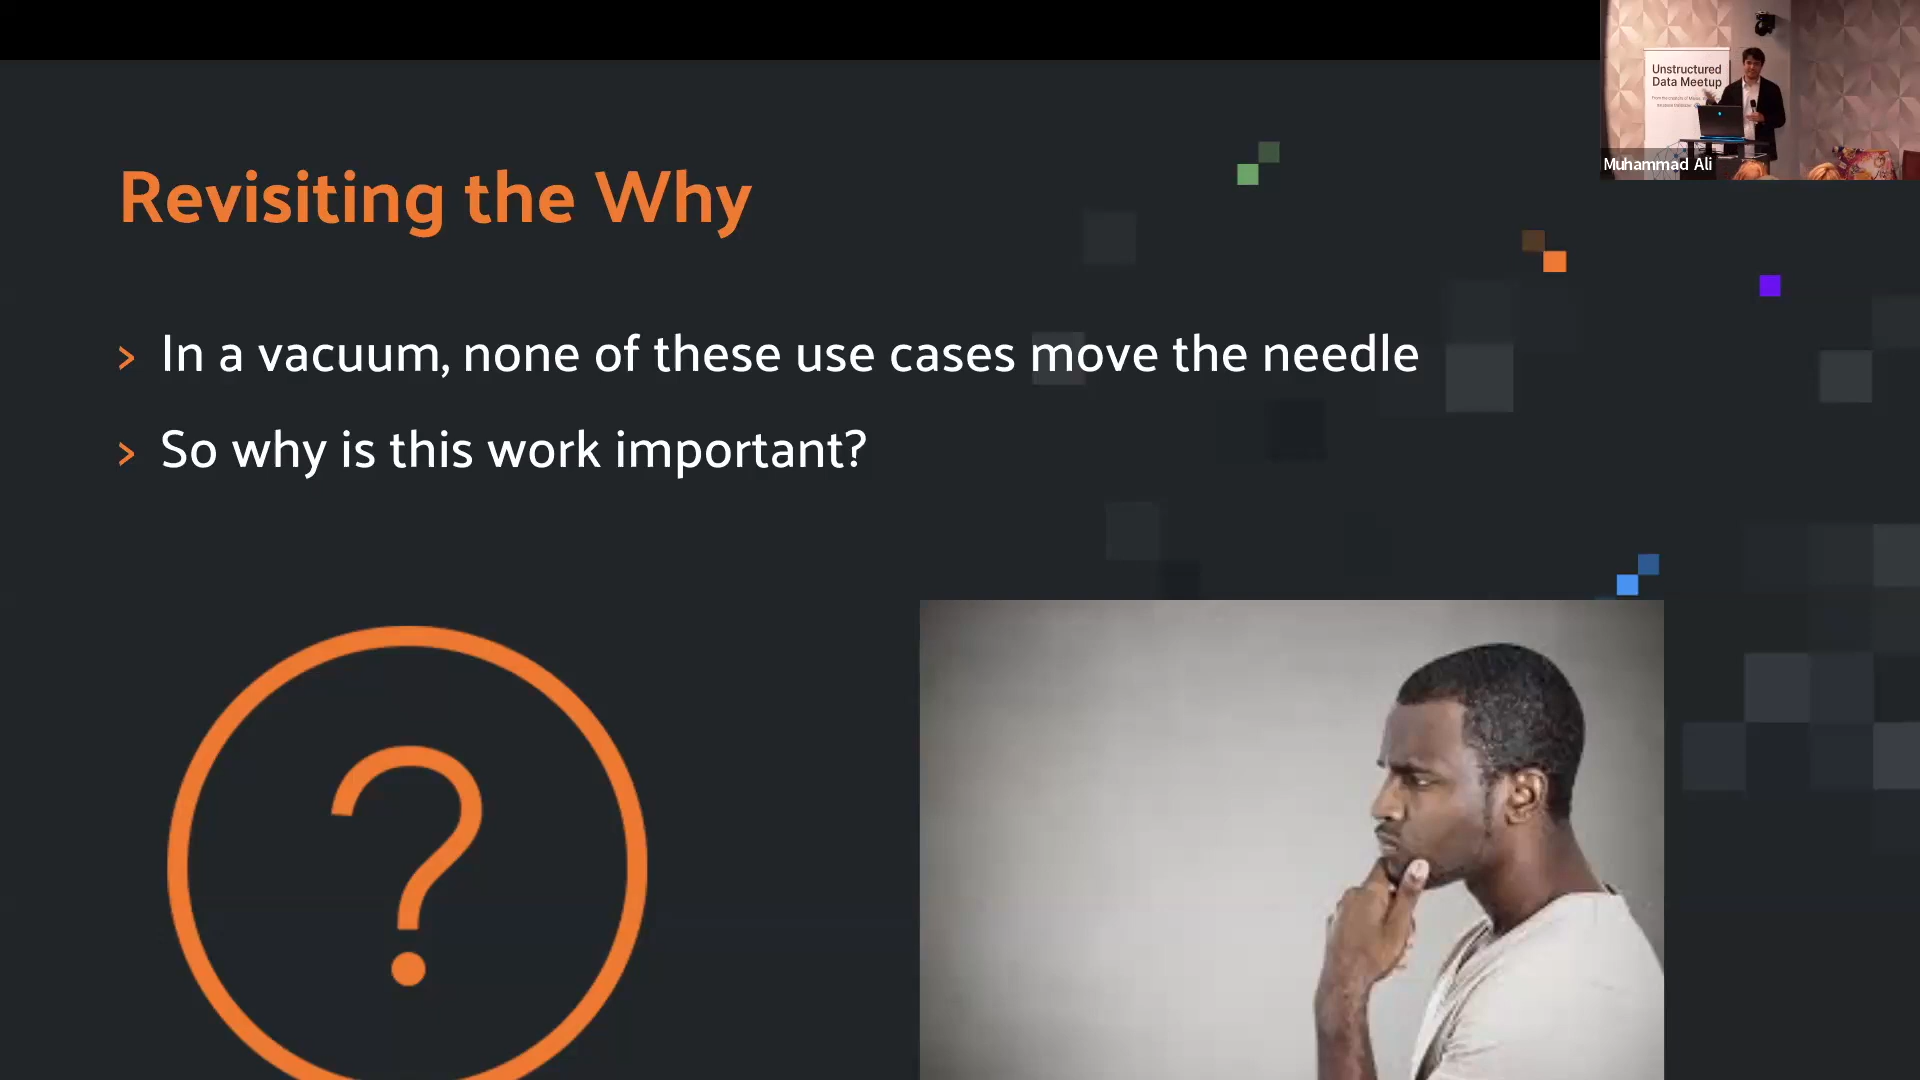 Unstructured
Data Meetup
Muhammad Ali
Revisiting the Why
> In a vacuum, none of these use cases move the needle
> So why is this work important?
?